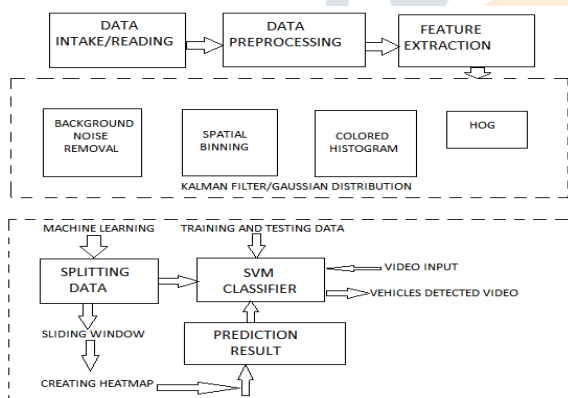 DATA
INTAKE/READING
DATA
PREPROCESSING
FEATURE
EXTRACTION
BACKGROUND
NOISE
REMOVAL
SPATIAL
BINNING
COLORED
HISTOGRAM
HOG
KALMAN FILTER/GAUSSIAN DISTRIBUTION
MACHINE LEARNING
TRAINING AND TESTING DATA
SPLITTING
DATA
SVM
CLASSIFIER
VIDEO INPUT
VEHICLES DETECTED VIDEO
SLIDING WINDOW
PREDICTION
RESULT
CREATING HEATMAP